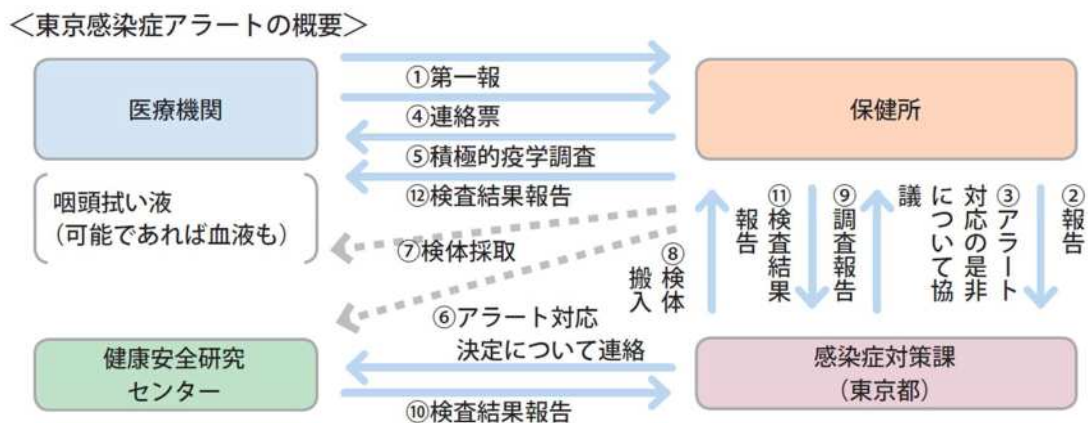 ＜東京感染症アラートの概要＞
医療機関
①第一報
④連絡票
⑤積極的疫学調査
⑫検査結果報告
保健所
咽頭拭い液
（可能であれば血液も）
⑦検体採取
⑧検体
搬入
⑪検査結果
報告
⑨調査報告
③アラート
対応の是非
について協
議
②報告
⑥アラート対応
決定について連絡
健康安全研究
センター
⑩検査結果報告
感染症対策課
（東京都）